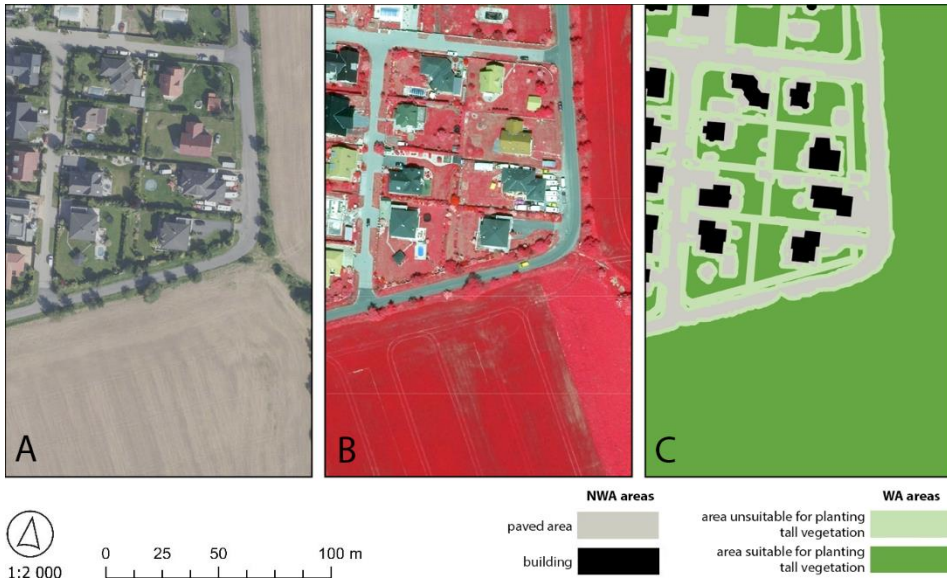 A
B
C
NWA areas
WA areas
paved area
area unsuitable for planting
tall vegetation
building
area suitable for planting
tall vegetation
0 25 50 100 m
1:2 000